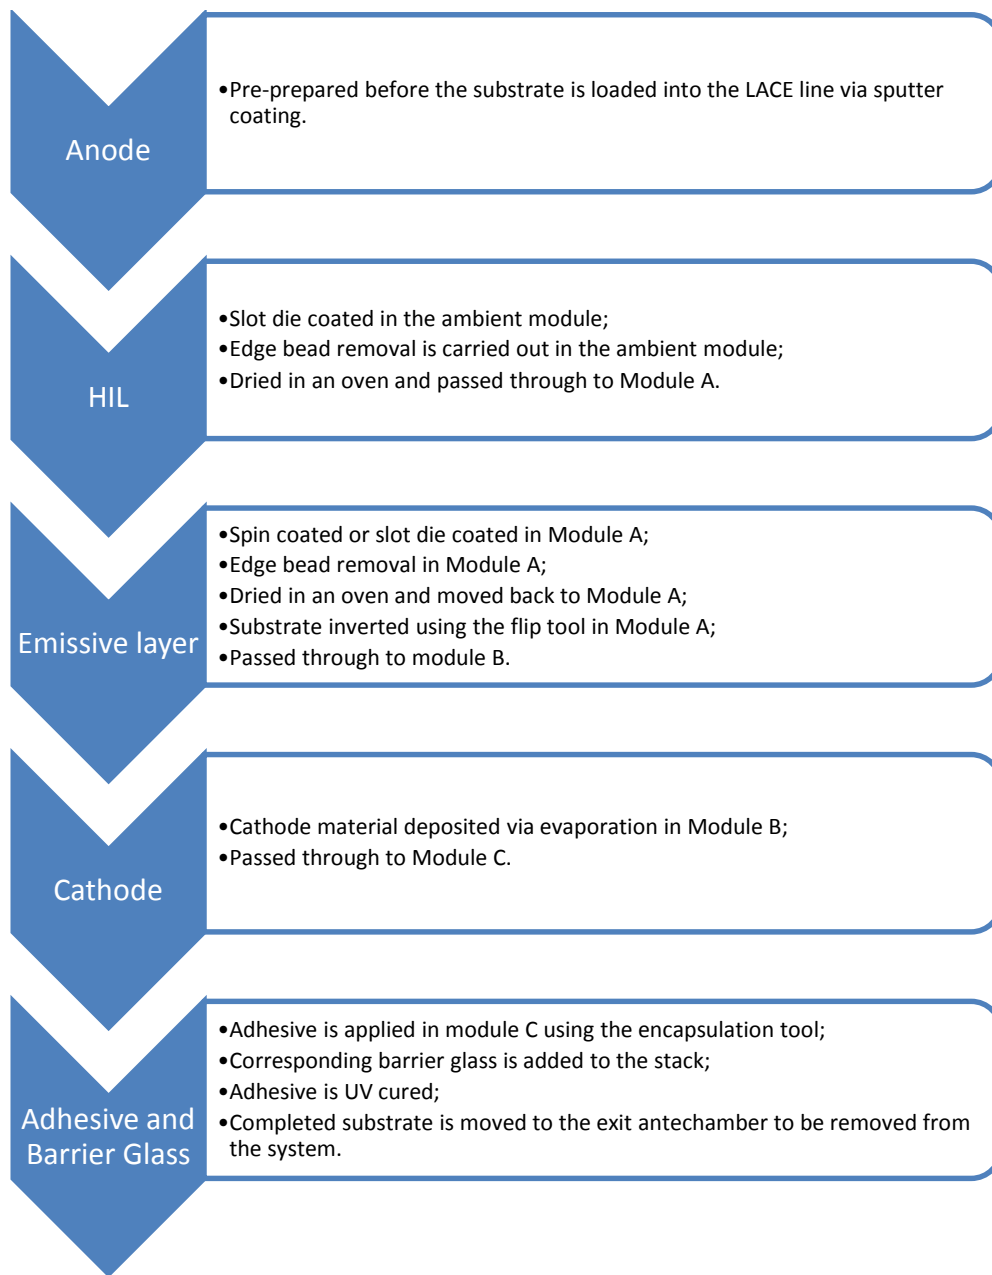 Anode
•Pre-prepared before the substrate is loaded into the LACE line via sputter
coating.
HIL
•Slot die coated in the ambient module;
•Edge bead removal is carried out in the ambient module;
•Dried in an oven and passed through to Module A.
Emissive layer
•Spin coated or slot die coated in Module A;
•Edge bead removal in Module A;
•Dried in an oven and moved back to Module A;
•Substrate inverted using the flip tool in Module A;
•Passed through to module B.
Cathode
•Cathode material deposited via evaporation in Module B;
•Passed through to Module C.
Adhesive and
Barrier Glass
•Adhesive is applied in module C using the encapsulation tool;
•Corresponding barrier glass is added to the stack;
•Adhesive is UV cured;
•Completed substrate is moved to the exit antechamber to be removed from
the system.